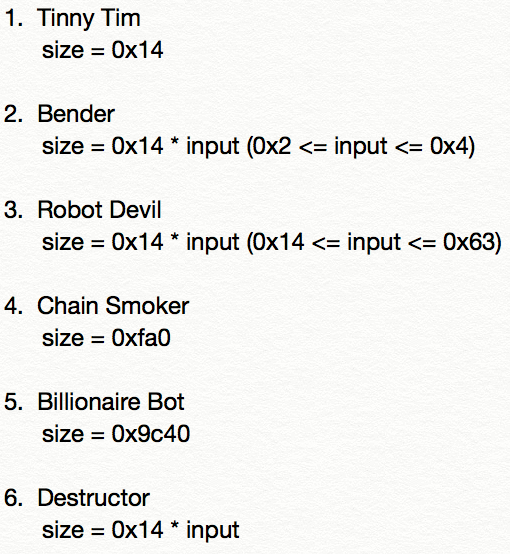 1. Tinny Tim
size = 0x14
2. Bender
size = 0x14 * input (0x2 <= input <= 0x4)
3. Robot Devil
size = 0x14 * input (0x14 <= input <= 0x63)
4. Chain Smoker
size = 0xfa0
5. Billionaire Bot
size = 0x9c40
6. Destructor
size = 0x14 * input